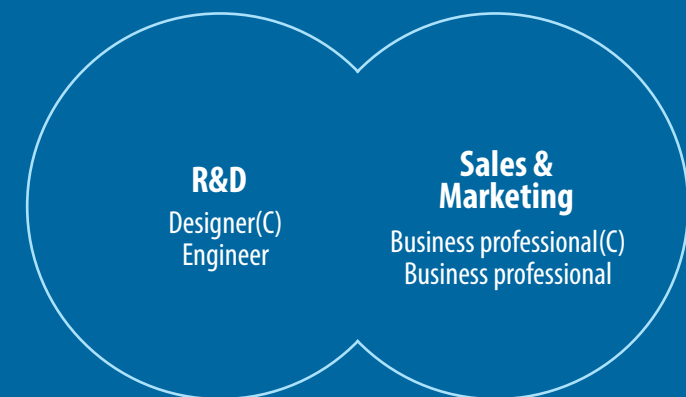 R&D
Designer(C)
Engineer
Sales &
Marketing
Business professional(C)
Business professional